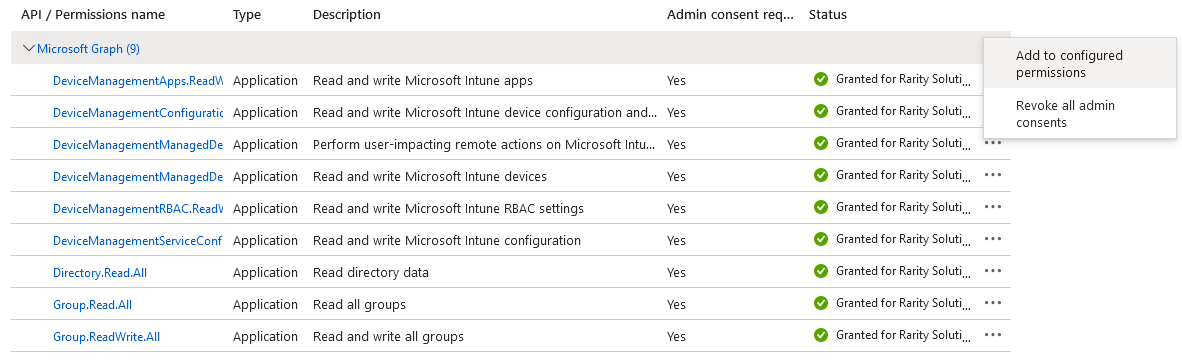 API / Permissions name Type Description Admin consent req... Status
Microsoft Graph (9)
Add to configured permissions
Revoke all admin consents
DeviceManagementApps.ReadW Application Read and write Microsoft Intune apps Yes Granted for Rarity Soluti...
DeviceManagementConfiguratic Application Read and write Microsoft Intune device configuration and... Yes Granted for Rarity Soluti...
DeviceManagementManagedDe Application Perform user-impacting remote actions on Microsoft Intu... Yes Granted for Rarity Soluti...
DeviceManagementManagedDe Application Read and write Microsoft Intune devices Yes Granted for Rarity Soluti...
DeviceManagementRBAC.ReadW Application Read and write Microsoft Intune RBAC settings Yes Granted for Rarity Soluti...
DeviceManagementServiceConf Application Read and write Microsoft Intune configuration Yes Granted for Rarity Soluti...
Directory.Read.All Application Read directory data Yes Granted for Rarity Soluti...
Group.Read.All Application Read all groups Yes Granted for Rarity Soluti...
Group.ReadWrite.All Application Read and write all groups Yes Granted for Rarity Soluti...